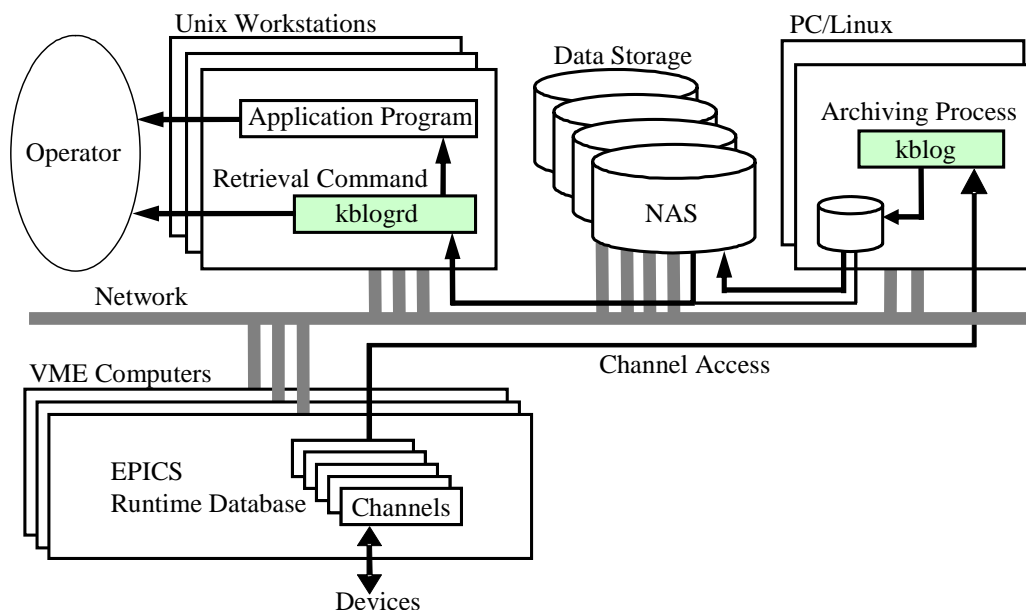 Unix Workstations
PC/Linux
Data Storage
Application Program
Archiving Process
Operator
kblog
Retrieval Command
kblogrd
NAS
Network
Channel Access
VME Computers
EPICS
Runtime Database
Channels
Devices